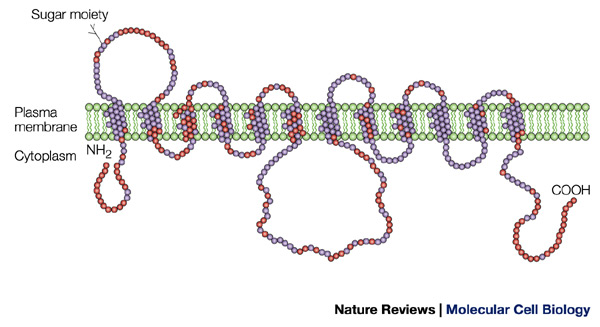 Sugar moiety
Plasma
membrane
Cytoplasm
NH2
COOH
Nature Reviews | Molecular Cell Biology